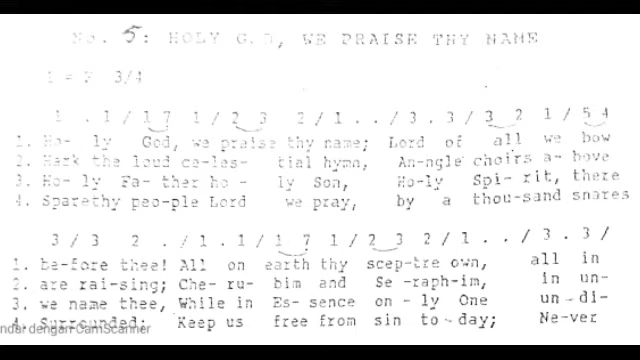 No. 5: HOLY G.D, WE PRAISE THY NAME
1 = F 3/4
1 . 1 / 1 7 1 / 2 3 2 / 1 . . / 3 . 3 / 3 2 1 / 5 4
1. Ho- ly God, we praise thy name; Lord of all we bow
2. Hark the loud ce-les- tial hymn, An-ngle choirs a- bove
3. Ho- ly Fa- ther ho - ly Son, Ho-ly Spi- rit, there
4. Sparethy peo-ple Lord we pray, by a thou-sand snares
3 / 3 2 . / 1 . 1 / 1 7 1 / 2 3 2 / 1 . . / 3 . 3 /
1. be-fore thee! All on earth thy scep-tre own, all in
2. are rai-sing; Che- ru- bim and Se -raph-im, in un-
3. we name thee, While in Es- sence on - ly One un - di-
4. Surrounded: Keep us free from sin to-day; Ne-ver
ndai dengan CamScanner